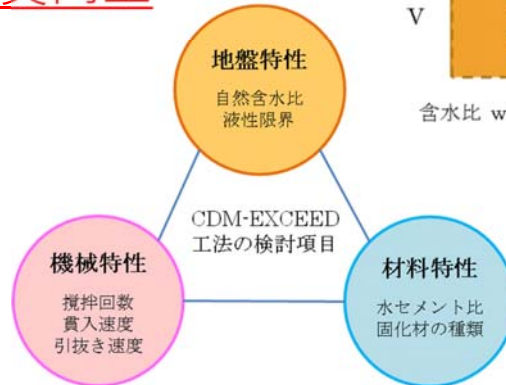 V
含水比 w
地盤特性
自然含水比
液性限界
CDM-EXCEED
工法の検討項目
機械特性
撹拌回数
貫入速度
引抜き速度
材料特性
水セメント比
固化材の種類